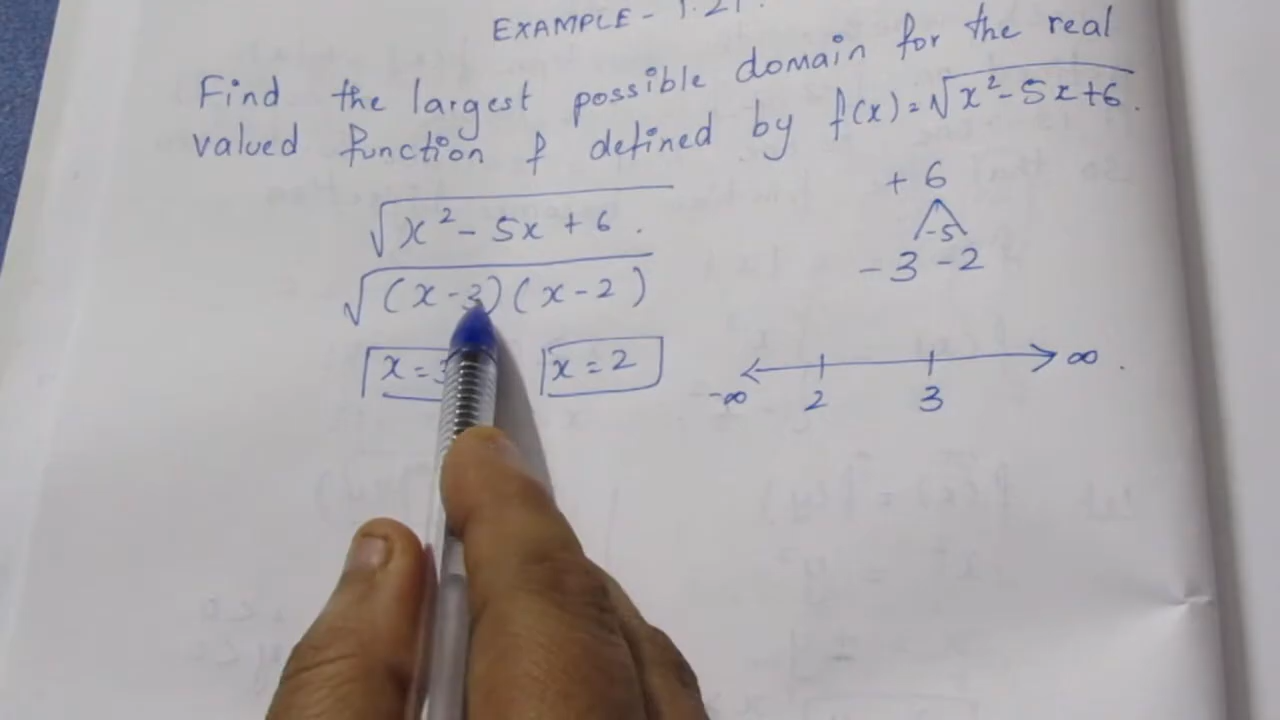 EXAMPLE - 1.21.
Find the largest possible domain for the real
valued function f defined by f(x) = √x² - 5x + 6.
√x² - 5x + 6.
+ 6
-5
- 3 - 2
√(x - 3) (x - 2)
x = 3 x = 2
-∞ 2 3 ∞.